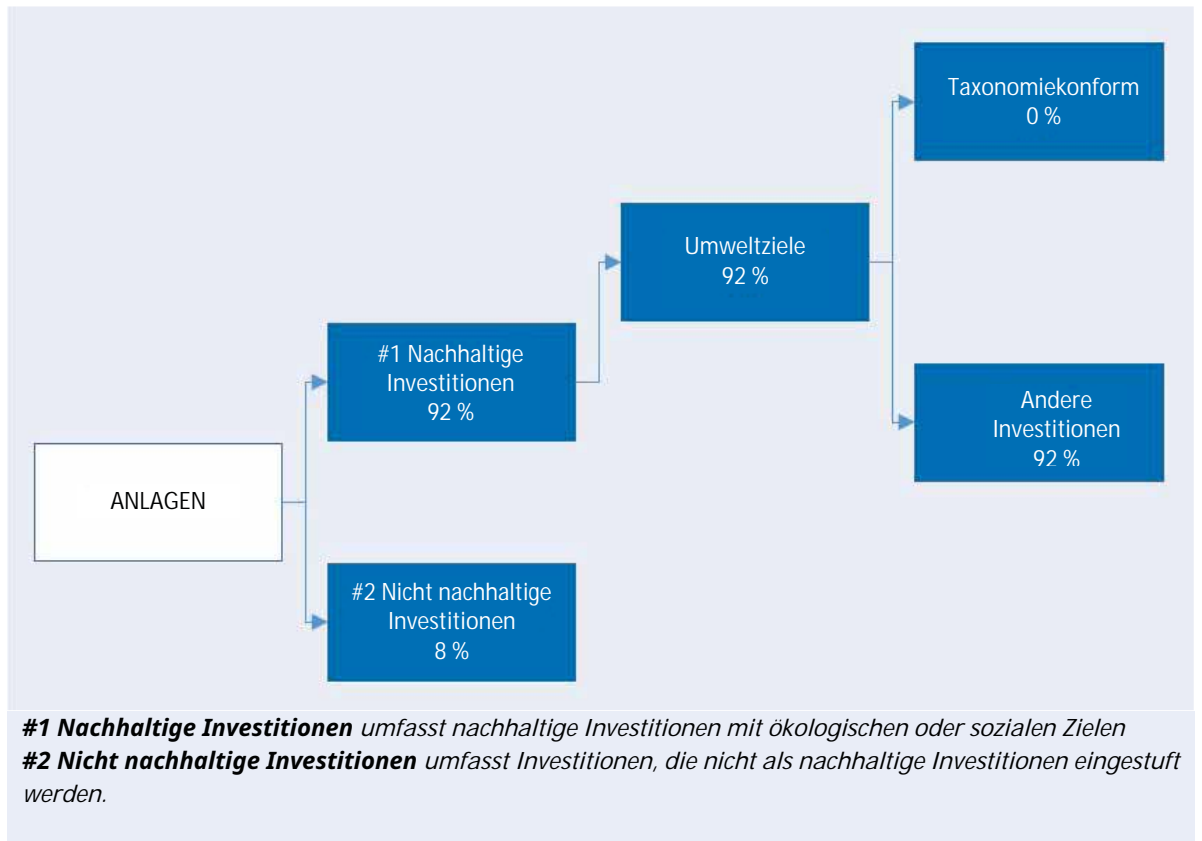 Taxonomiekonform
0 %
Umweltziele
92 %
#1 Nachhaltige
Investitionen
92 %
Andere
Investitionen
92 %
ANLAGEN
#2 Nicht nachhaltige
Investitionen
8 %
#1 Nachhaltige Investitionen umfasst nachhaltige Investitionen mit ökologischen oder sozialen Zielen
#2 Nicht nachhaltige Investitionen umfasst Investitionen, die nicht als nachhaltige Investitionen eingestuft
werden.